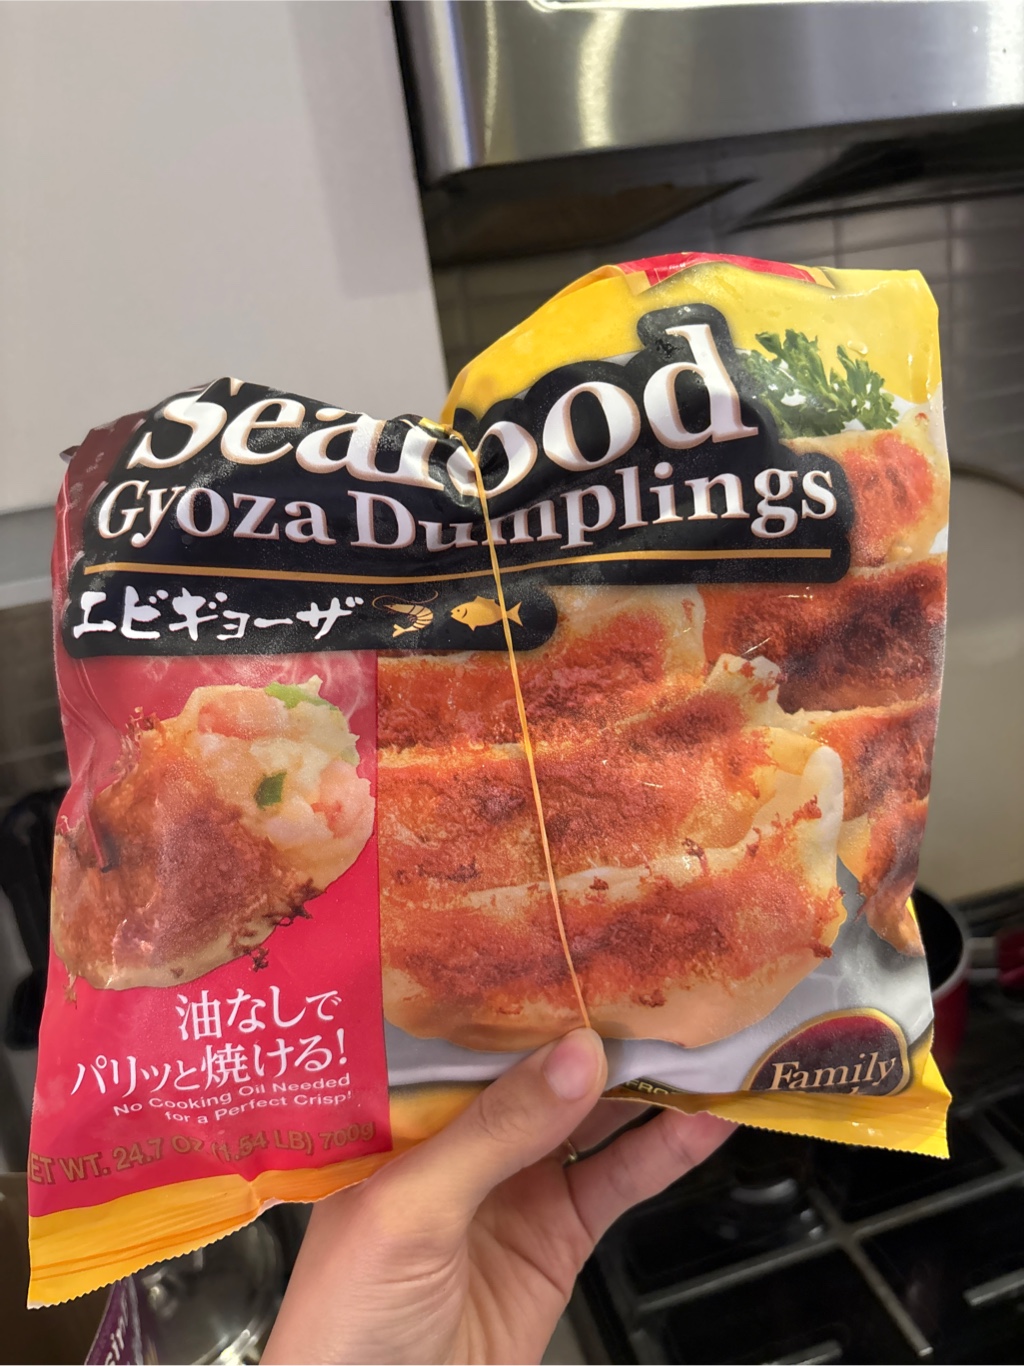 Seafood
Gyoza Dumplings
エビギョーザ
油なしで
パリッと焼ける!
No Cooking Oil Needed
for a Perfect Crisp!
ET WT. 24.7 OZ (1.54 LB) 700g
Family